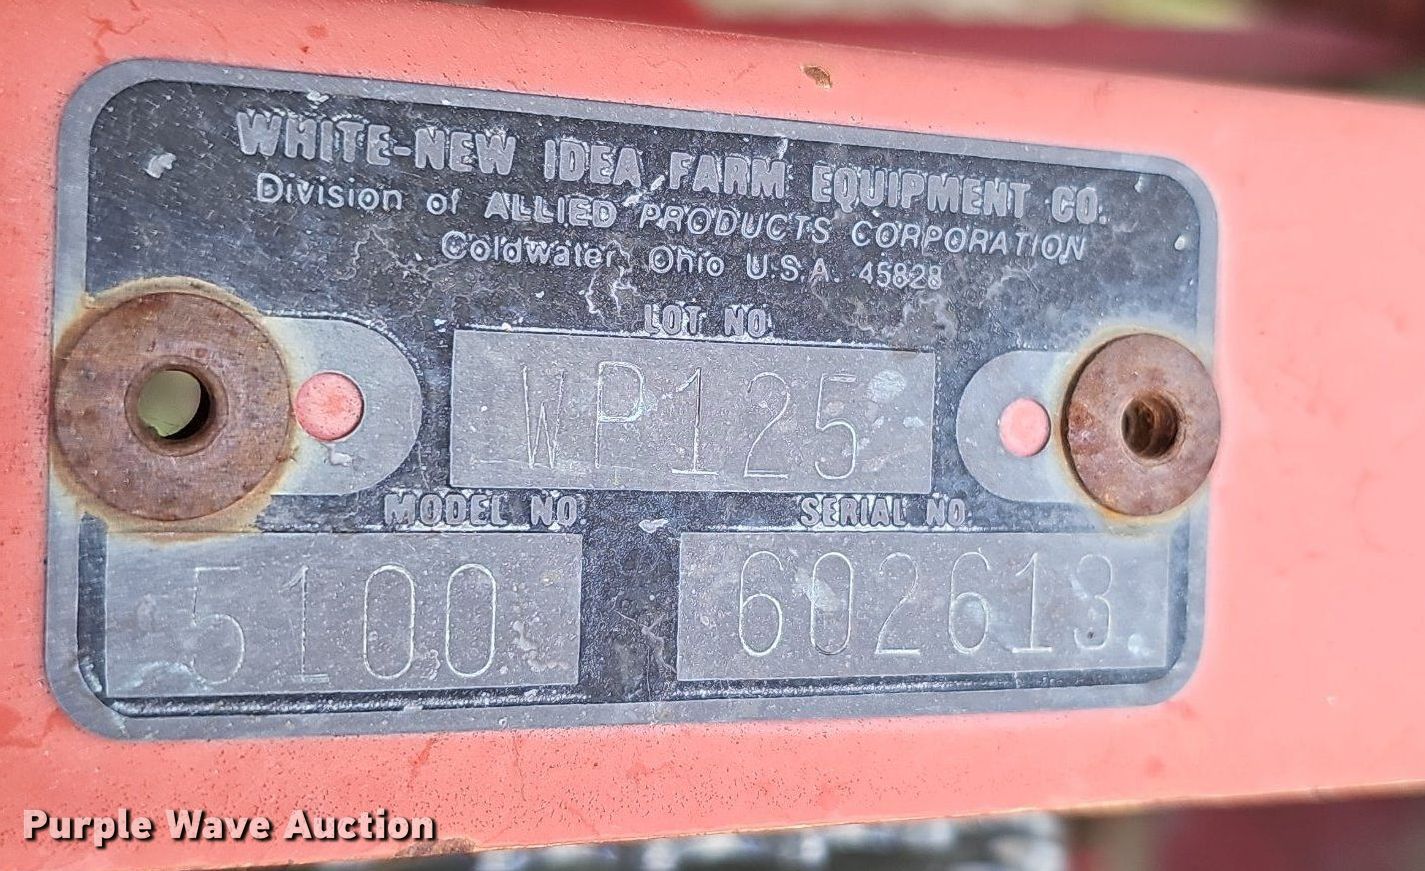 WHITE-NEW IDEA FARM EQUIPMENT CO.
Division of ALLIED PRODUCTS CORPORATION
Coldwater, Ohio U.S.A. 45828
LOT NO.
WP125
MODEL NO. SERIAL NO.
5100 602613
Purple Wave Auction